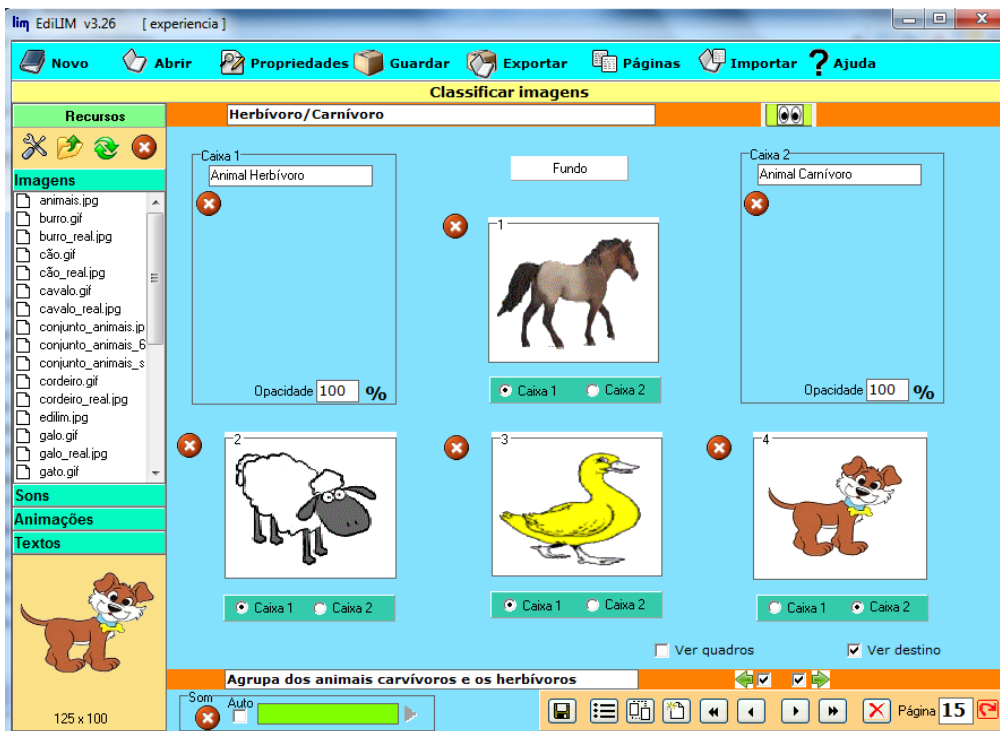 lim EdiLIM v3.26 [ experiencia ]
Novo Abrir Propriedades Guardar Exportar Páginas Importar ? Ajuda
Classificar imagens
Recursos
Herbívoro/Carnívoro
Imagens
animais.jpg
burro.gif
burro_real.jpg
cão.gif
cão_real.jpg
cavalo.gif
cavalo_real.jpg
conjunto_animais.jp
conjunto_animais_6
conjunto_animais_s
cordeiro.gif
cordeiro_real.jpg
edilim.jpg
galo.gif
galo_real.jpg
gato.gif
Sons
Animações
Textos
125 x 100
Caixa 1
Animal Herbívoro
Opacidade 100 %
Fundo
1
Caixa 1 Caixa 2
Caixa 2
Animal Carnívoro
Opacidade 100 %
2
Caixa 1 Caixa 2
3
Caixa 1 Caixa 2
4
Caixa 1 Caixa 2
Ver quadros Ver destino
Agrupa dos animais carvívoros e os herbívoros
Som
Auto
Página 15